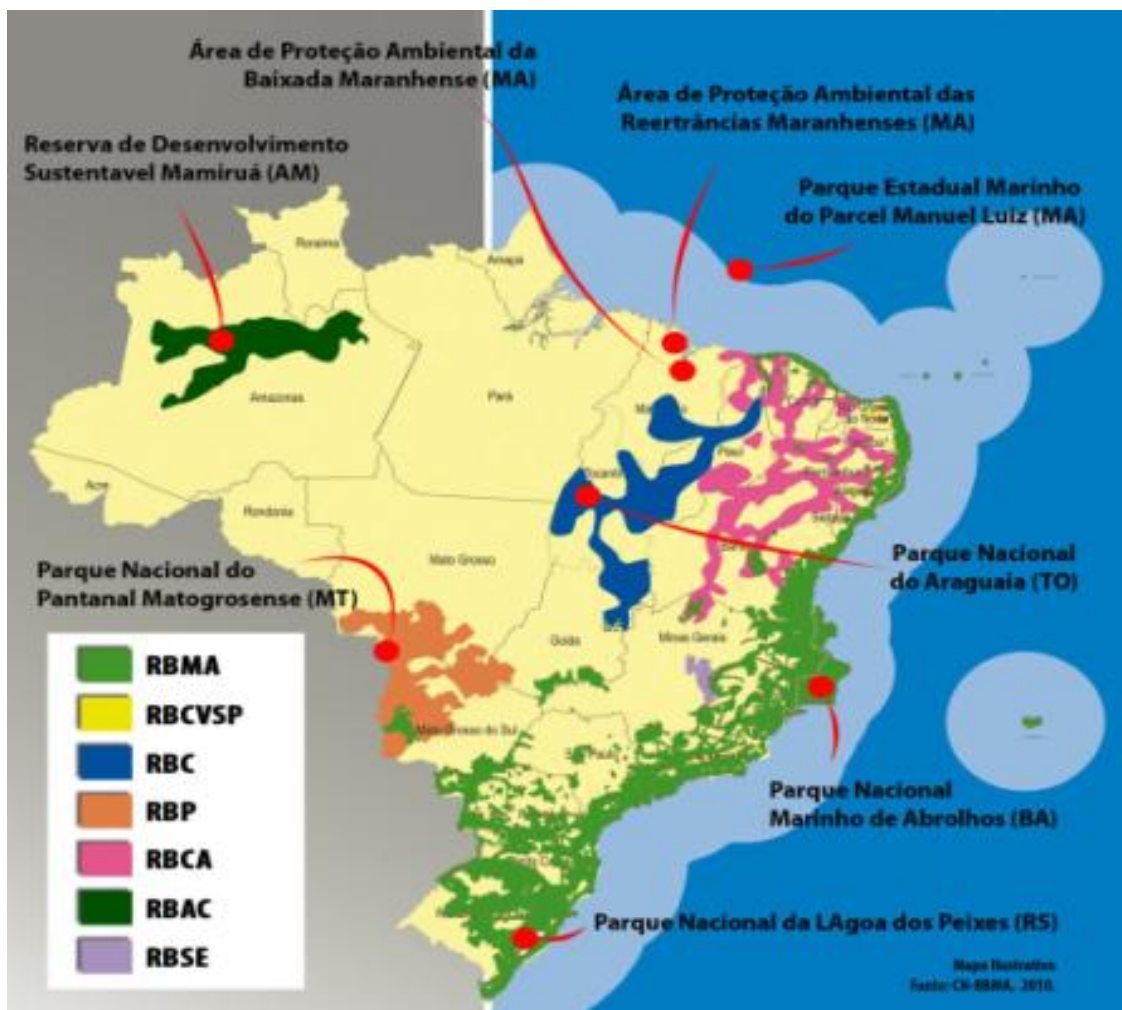 Área de Proteção Ambiental da
Baixada Maranhense (MA)
Área de Proteção Ambiental das
Reertrâncias Maranhenses (MA)
Reserva de Desenvolvimento
Sustentavel Mamiruá (AM)
Parque Estadual Marinho
do Parcel Manuel Luiz (MA)
Roraima
Amapá
Amazonas
Pará
Piauí
Acre
Rondonia
Mato Grosso
Parque Nacional
do Araguaia (TO)
Parque Nacional do
Pantanal Matogrosense (MT)
Goiás
Minas Gerais
Mato Grosso do Sul
São Paulo
RBMA
RBCVSP
RBC
RBP
RBCA
RBAC
RBSE
Parque Nacional
Marinho de Abrolhos (BA)
Parque Nacional da LAgoa dos Peixes (RS)
Mapa Ilustrativo
Fonte: CN-RBMA, 2010.